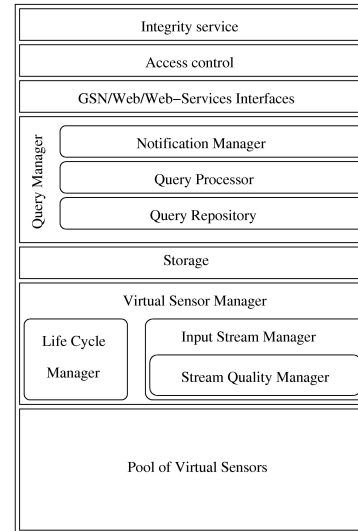 Integrity service
Access control
GSN/Web/Web−Services Interfaces
Query Manager
Notification Manager
Query Processor
Query Repository
Storage
Virtual Sensor Manager
Life Cycle
Manager
Input Stream Manager
Stream Quality Manager
Pool of Virtual Sensors